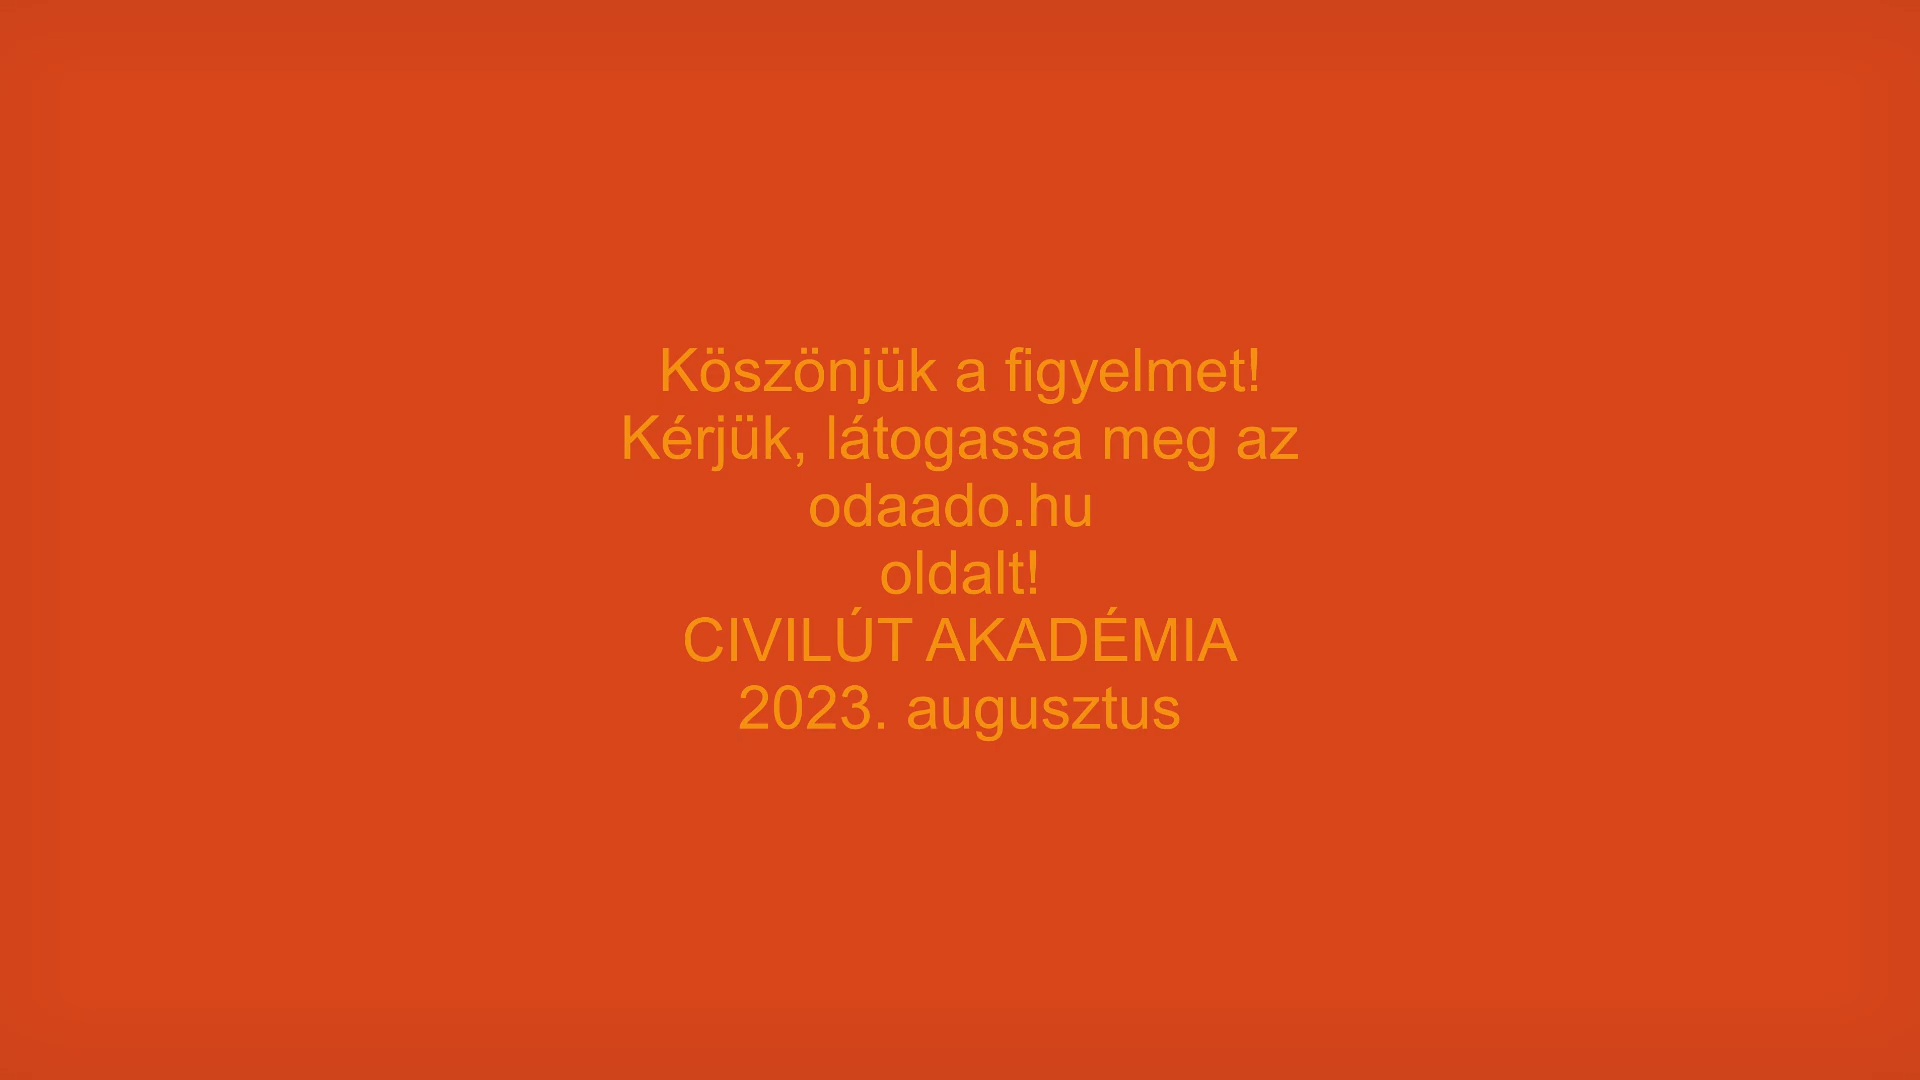 Köszönjük a figyelmet!
Kérjük, látogassa meg az
odaado.hu
oldalt!
CIVILÚT AKADÉMIA
2023. augusztus